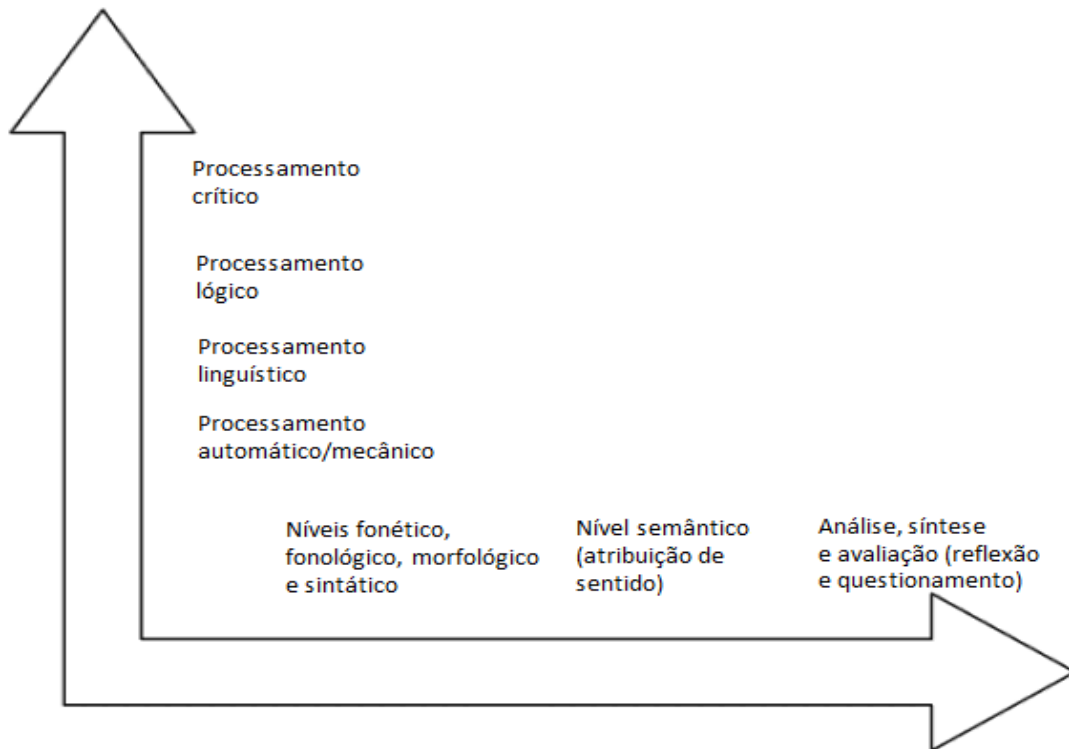 Processamento
crítico
Processamento
lógico
Processamento
linguístico
Processamento
automático/mecânico
Níveis fonético,
fonológico, morfológico
e sintático
Nível semântico
(atribuição de
sentido)
Análise, síntese
e avaliação (reflexão
e questionamento)